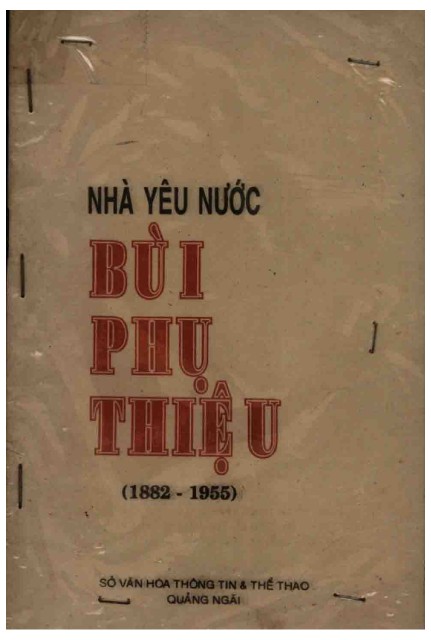 NHÀ YÊU NƯỚC
BÙI
PHỤ
THIỆU
(1882 - 1955)
SỞ VĂN HÓA THÔNG TIN & THỂ THAO
QUẢNG NGÃI